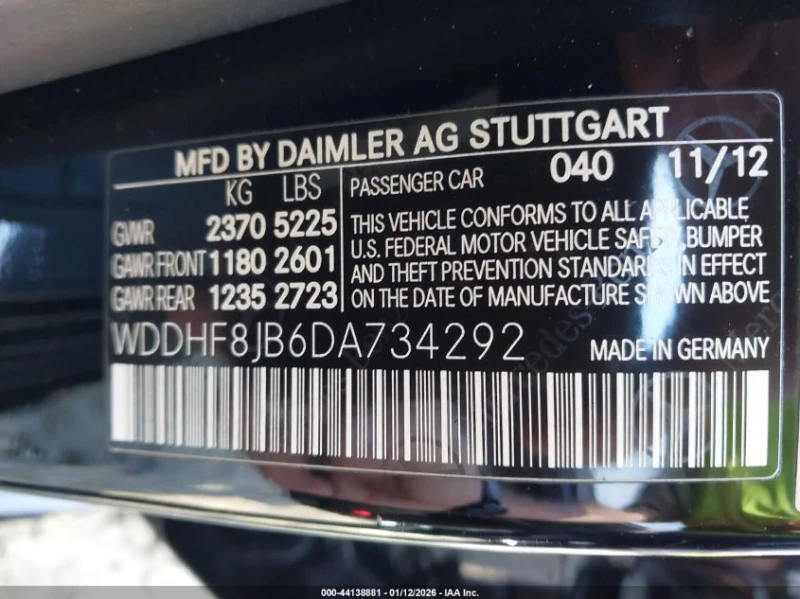 MFD BY DAIMLER AG STUTTGART
KG LBS
GVWR 2370 5225
GAWR FRONT 1180 2601
GAWR REAR 1235 2723
PASSENGER CAR 040 11/12
THIS VEHICLE CONFORMS TO ALL APPLICABLE
U.S. FEDERAL MOTOR VEHICLE SAFETY, BUMPER
AND THEFT PREVENTION STANDARDS IN EFFECT
ON THE DATE OF MANUFACTURE SHOWN ABOVE
WDDHF8JB6DA734292 MADE IN GERMANY
000-44138881 - 01/12/2026 - IAA Inc.